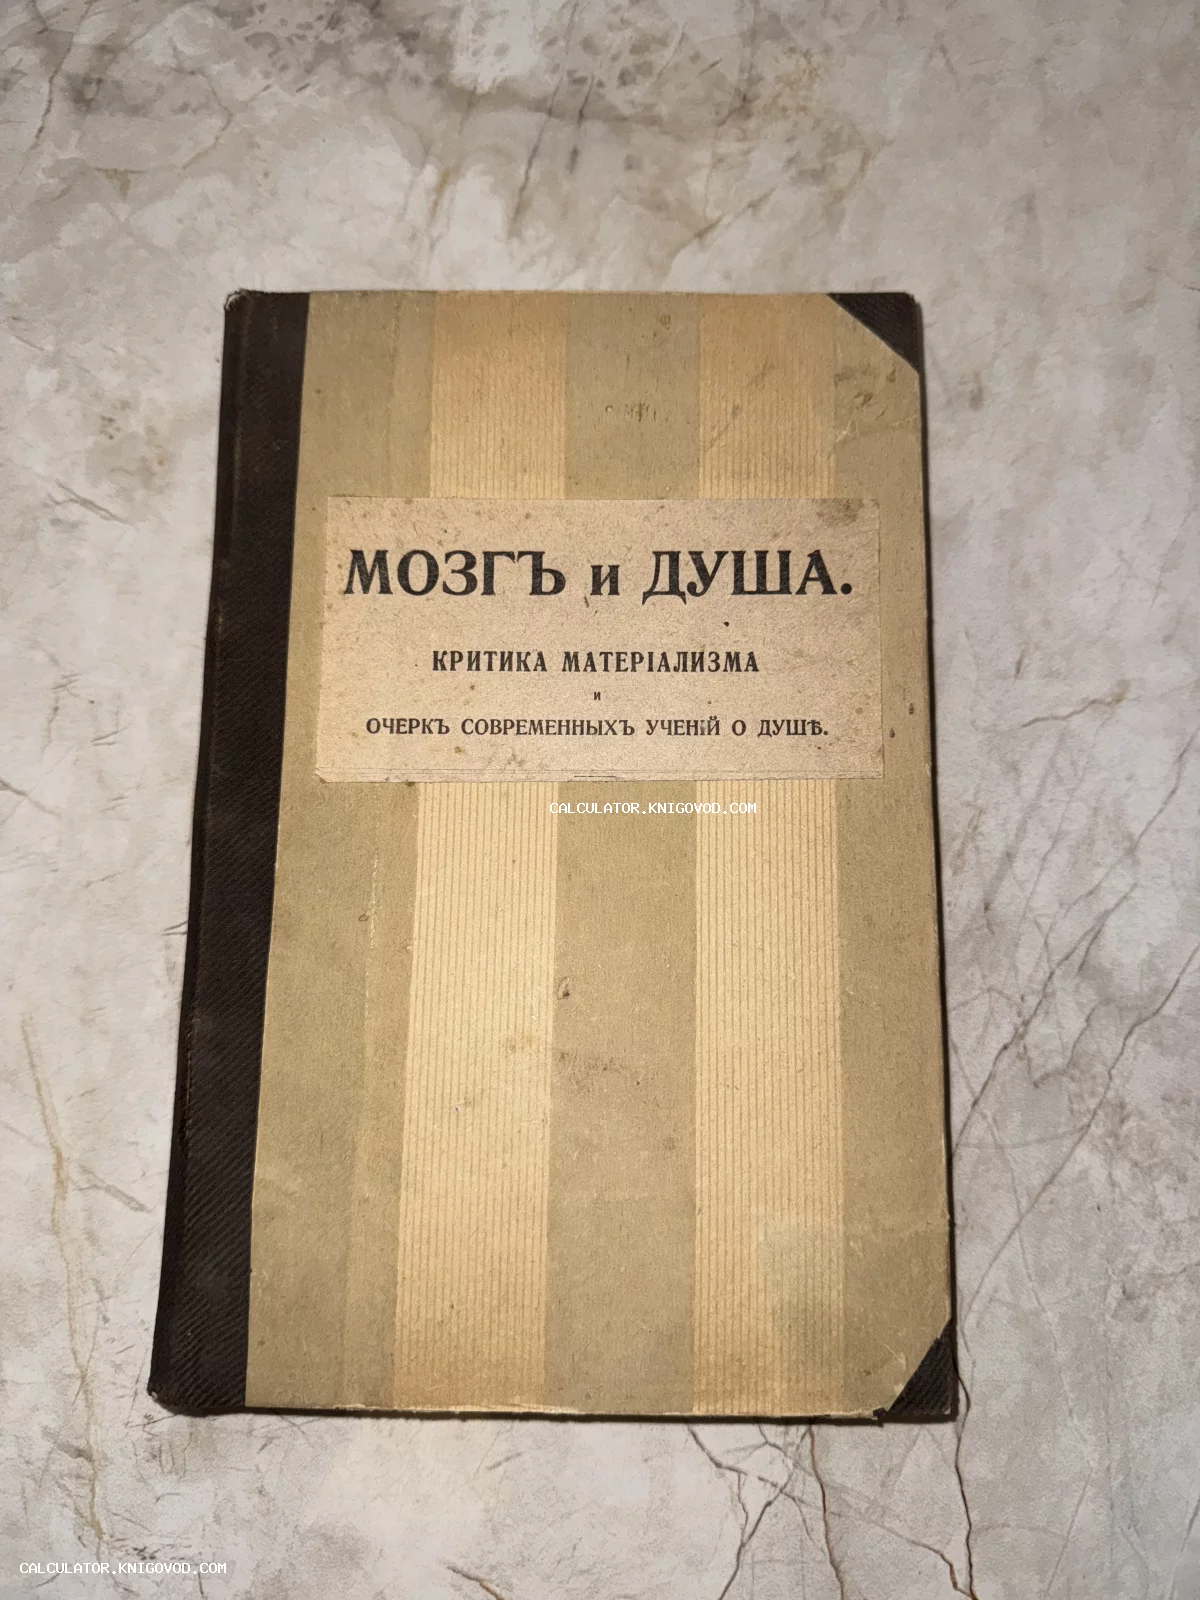 МОЗГЪ и ДУША.
КРИТИКА МАТЕРІАЛИЗМА
и
ОЧЕРКЪ СОВРЕМЕННЫХЪ УЧЕНІЙ О ДУШѢ.
CALCULATOR.KNIGOVOD.COM
CALCULATOR.KNIGOVOD.COM